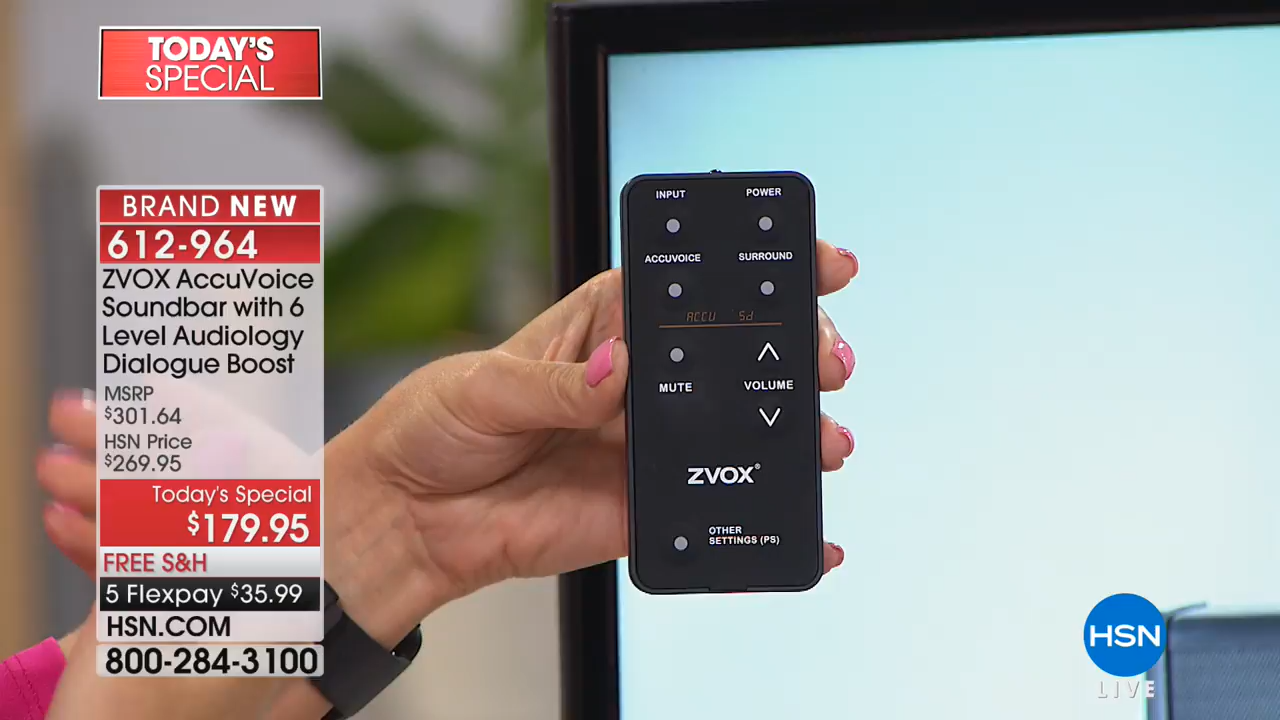 TODAY'S
SPECIAL
BRAND NEW
612-964
ZVOX AccuVoice
Soundbar with 6
Level Audiology
Dialogue Boost
MSRP
$301.64
HSN Price
$269.95
Today's Special
$179.95
FREE S&H
5 Flexpay $35.99
HSN.COM
800-284-3100
INPUT POWER
ACCUVOICE SURROUND
ACCU Sd
MUTE VOLUME
ZVOX®
OTHER
SETTINGS (PS)
HSN
LIVE